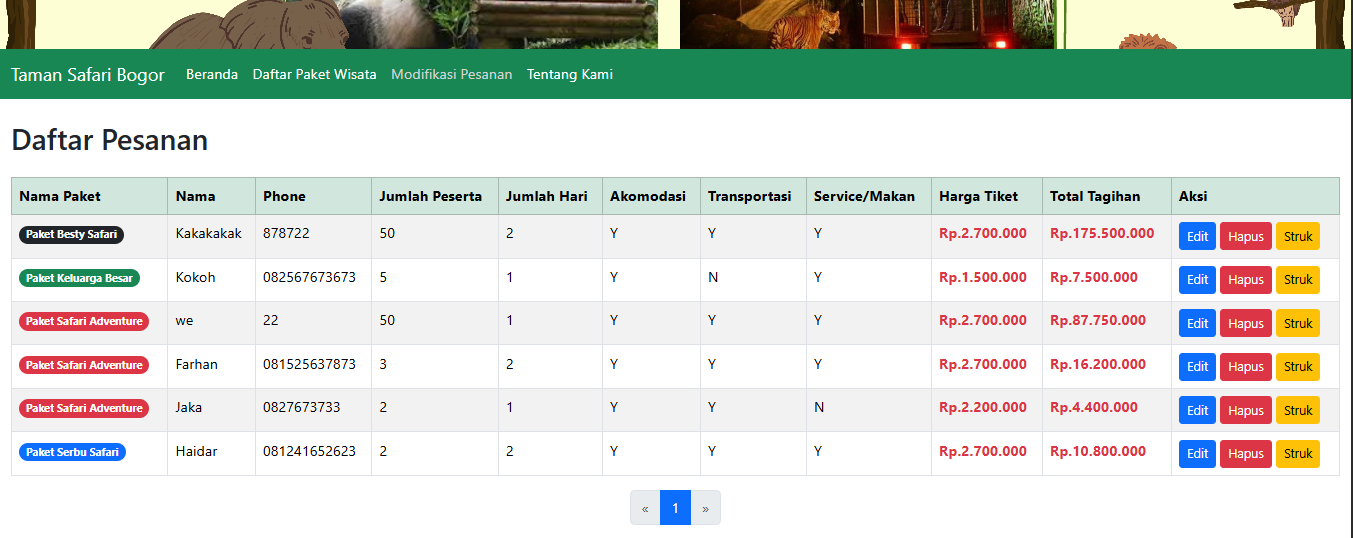 Taman Safari Bogor Beranda Daftar Paket Wisata Modifikasi Pesanan Tentang Kami
Daftar Pesanan
Nama Paket Nama Phone Jumlah Peserta Jumlah Hari Akomodasi Transportasi Service/Makan Harga Tiket Total Tagihan Aksi
Paket Besty Safari Kakakakak 878722 50 2 Y Y Y Rp.2.700.000 Rp.175.500.000 Edit Hapus Struk
Paket Keluarga Besar Kokoh 082567673673 5 1 Y N Y Rp.1.500.000 Rp.7.500.000 Edit Hapus Struk
Paket Safari Adventure we 22 50 1 Y Y Y Rp.2.700.000 Rp.87.750.000 Edit Hapus Struk
Paket Safari Adventure Farhan 081525637873 3 2 Y Y Y Rp.2.700.000 Rp.16.200.000 Edit Hapus Struk
Paket Safari Adventure Jaka 0827673733 2 1 Y Y N Rp.2.200.000 Rp.4.400.000 Edit Hapus Struk
Paket Serbu Safari Haidar 081241652623 2 2 Y Y Y Rp.2.700.000 Rp.10.800.000 Edit Hapus Struk
« 1 »